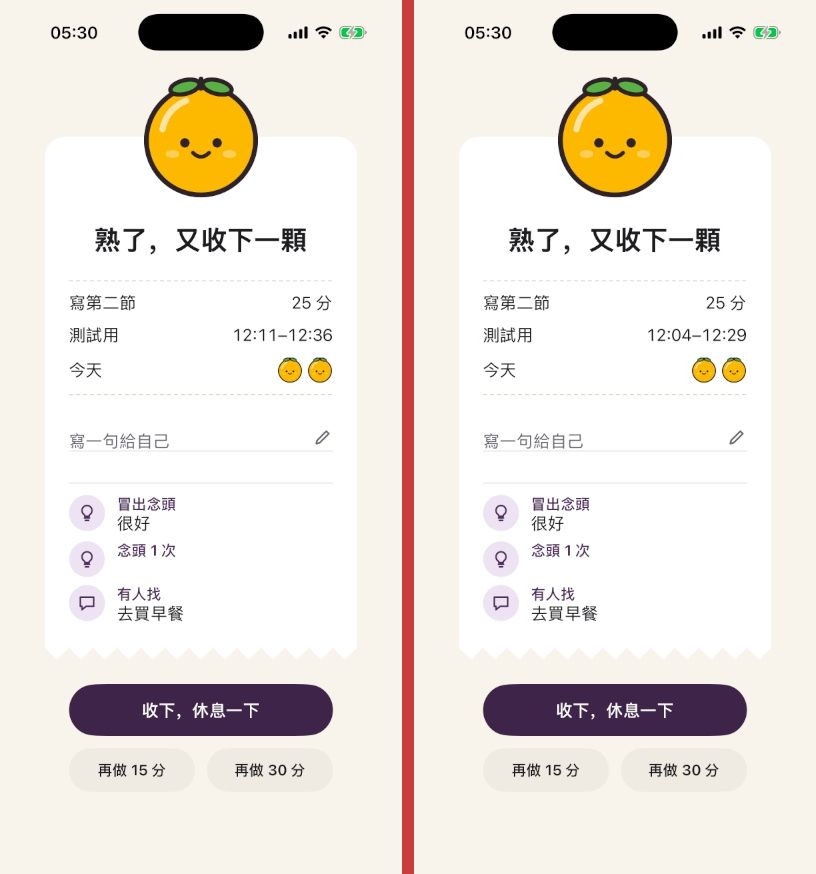 05:30
熟了，又收下一顆
寫第二節 25 分
測試用 12:11–12:36
今天
寫一句給自己
冒出念頭
很好
念頭 1 次
有人找
去買早餐
收下，休息一下
再做 15 分 再做 30 分
05:30
熟了，又收下一顆
寫第二節 25 分
測試用 12:04–12:29
今天
寫一句給自己
冒出念頭
很好
念頭 1 次
有人找
去買早餐
收下，休息一下
再做 15 分 再做 30 分